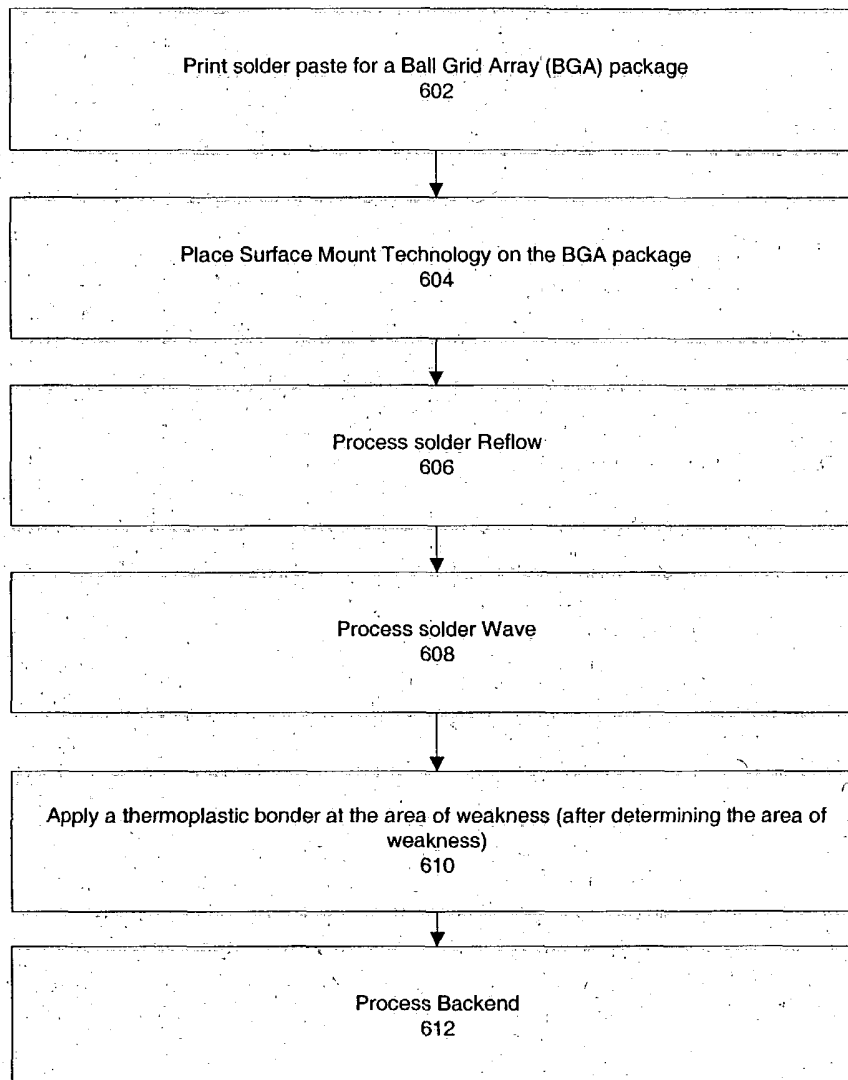 Print solder paste for a Ball Grid Array (BGA) package
602
Place Surface Mount Technology on the BGA package
604
Process solder Reflow
606
Process solder Wave
608
Apply a thermoplastic bonder at the area of weakness (after determining the area of
weakness)
610
Process Backend
612